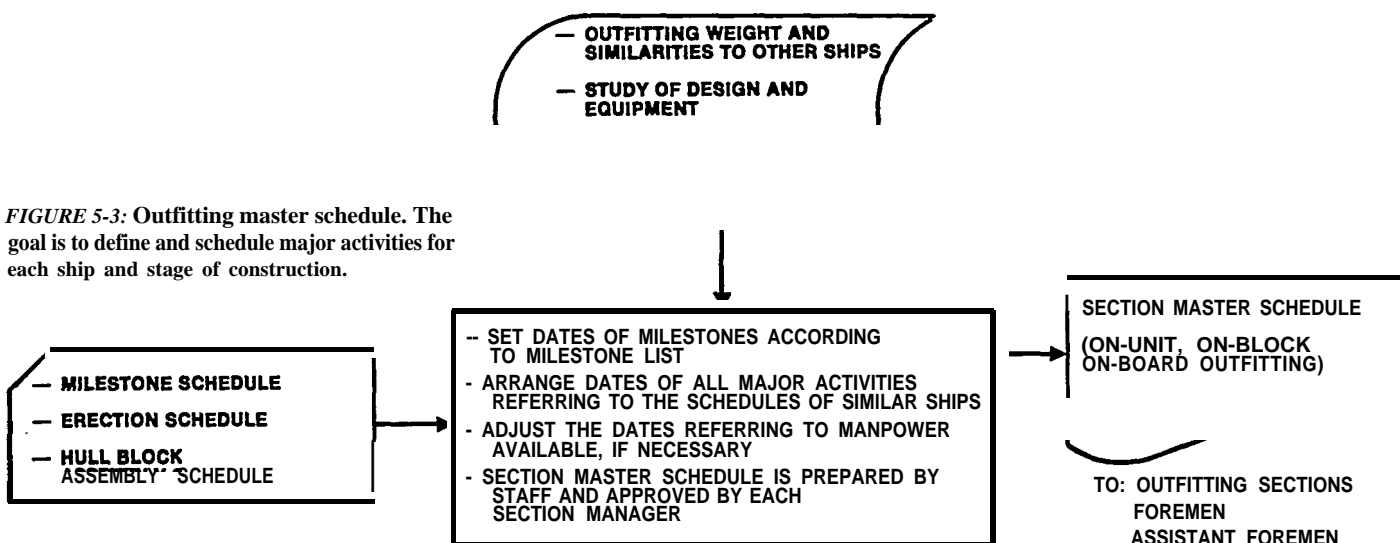 — OUTFITTING WEIGHT AND
SIMILARITIES TO OTHER SHIPS
— STUDY OF DESIGN AND
EQUIPMENT
FIGURE 5-3: Outfitting master schedule. The
goal is to define and schedule major activities for
each ship and stage of construction.
— MILESTONE SCHEDULE
— ERECTION SCHEDULE
— HULL BLOCK
ASSEMBLY SCHEDULE
-- SET DATES OF MILESTONES ACCORDING
TO MILESTONE LIST
- ARRANGE DATES OF ALL MAJOR ACTIVITIES
REFERRING TO THE SCHEDULES OF SIMILAR SHIPS
- ADJUST THE DATES REFERRING TO MANPOWER
AVAILABLE, IF NECESSARY
- SECTION MASTER SCHEDULE IS PREPARED BY
STAFF AND APPROVED BY EACH
SECTION MANAGER
SECTION MASTER SCHEDULE
(ON-UNIT, ON-BLOCK
ON-BOARD OUTFITTING)
TO: OUTFITTING SECTIONS
FOREMEN
ASSISTANT FOREMEN